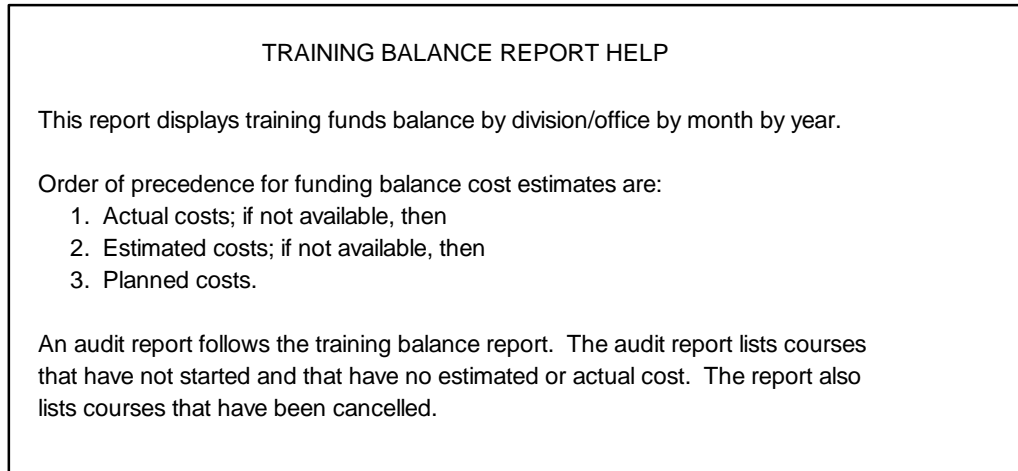 TRAINING BALANCE REPORT HELP
This report displays training funds balance by division/office by month by year.
Order of precedence for funding balance cost estimates are:
1. Actual costs; if not available, then
2. Estimated costs; if not available, then
3. Planned costs.
An audit report follows the training balance report. The audit report lists courses
that have not started and that have no estimated or actual cost. The report also
lists courses that have been cancelled.